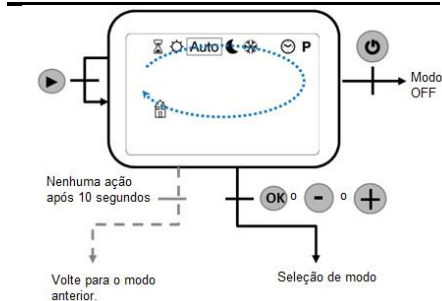 Auto
P
Modo
OFF
Nenhuma ação
após 10 segundos
OK o - o +
Volte para o modo
anterior.
Seleção de modo